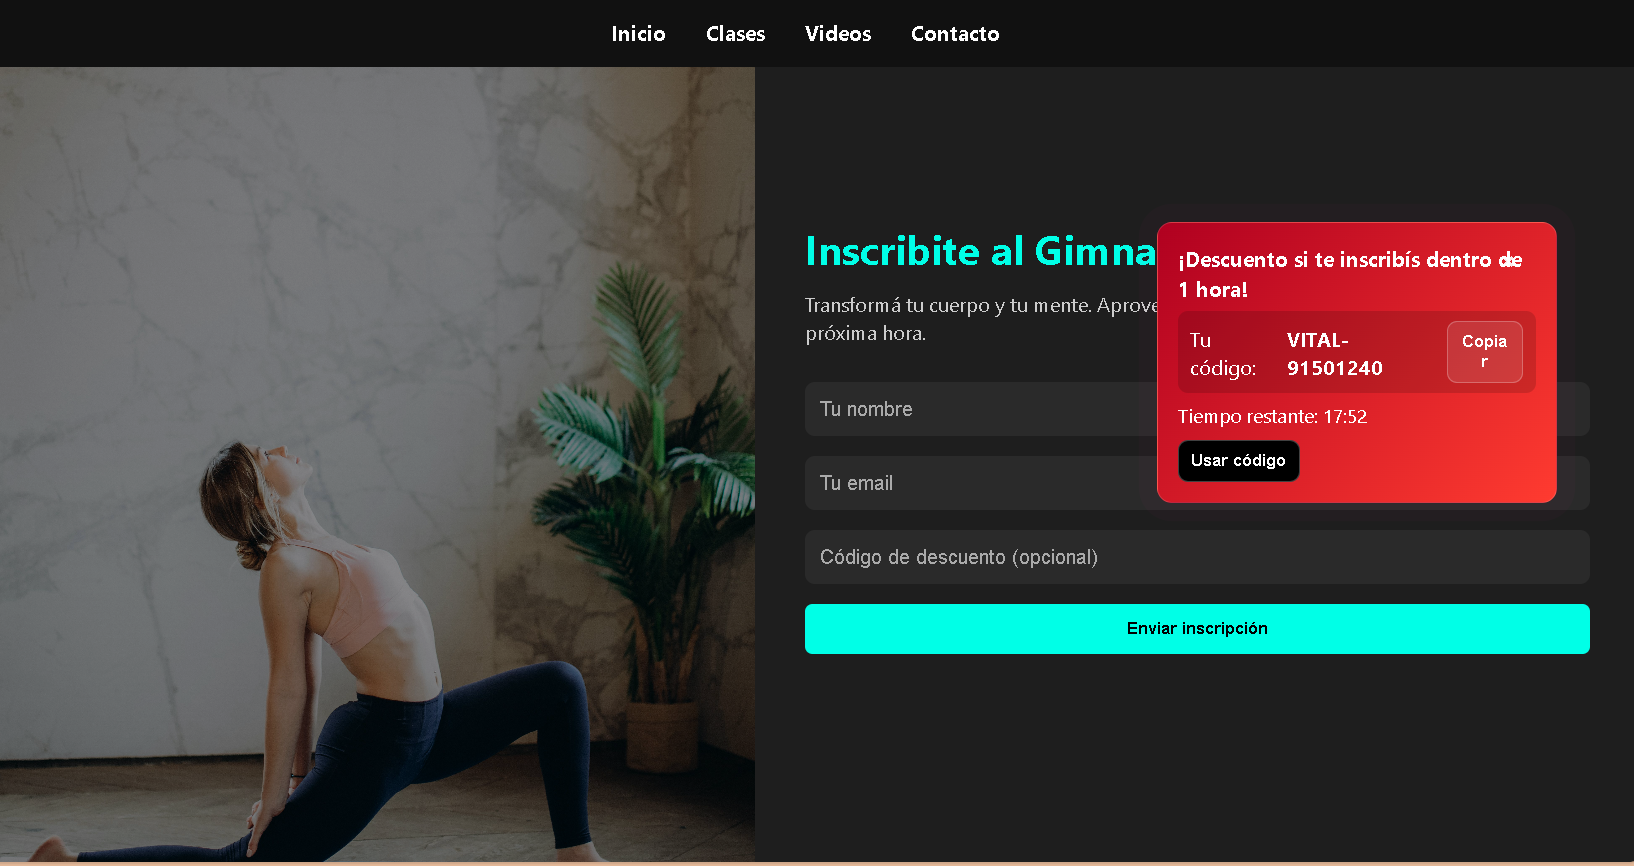 Inicio Clases Videos Contacto
Inscribite al Gimna
Transformá tu cuerpo y tu mente. Aprove
próxima hora.
Tu nombre
Tu email
Código de descuento (opcional)
Enviar inscripción
¡Descuento si te inscribís dentro de
1 hora!
Tu
código:
VITAL-
91501240
Copia
r
Tiempo restante: 17:52
Usar código